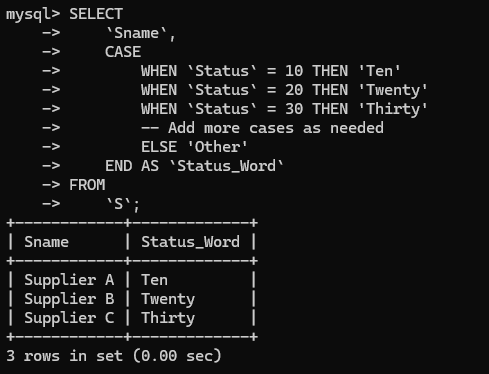 mysql> SELECT
    ->     `Sname`,
    ->     CASE
    ->         WHEN `Status` = 10 THEN 'Ten'
    ->         WHEN `Status` = 20 THEN 'Twenty'
    ->         WHEN `Status` = 30 THEN 'Thirty'
    ->         -- Add more cases as needed
    ->         ELSE 'Other'
    ->     END AS `Status_Word`
    -> FROM
    ->     `S`;
+------------+-------------+
| Sname      | Status_Word |
+------------+-------------+
| Supplier A | Ten         |
| Supplier B | Twenty      |
| Supplier C | Thirty      |
+------------+-------------+
3 rows in set (0.00 sec)